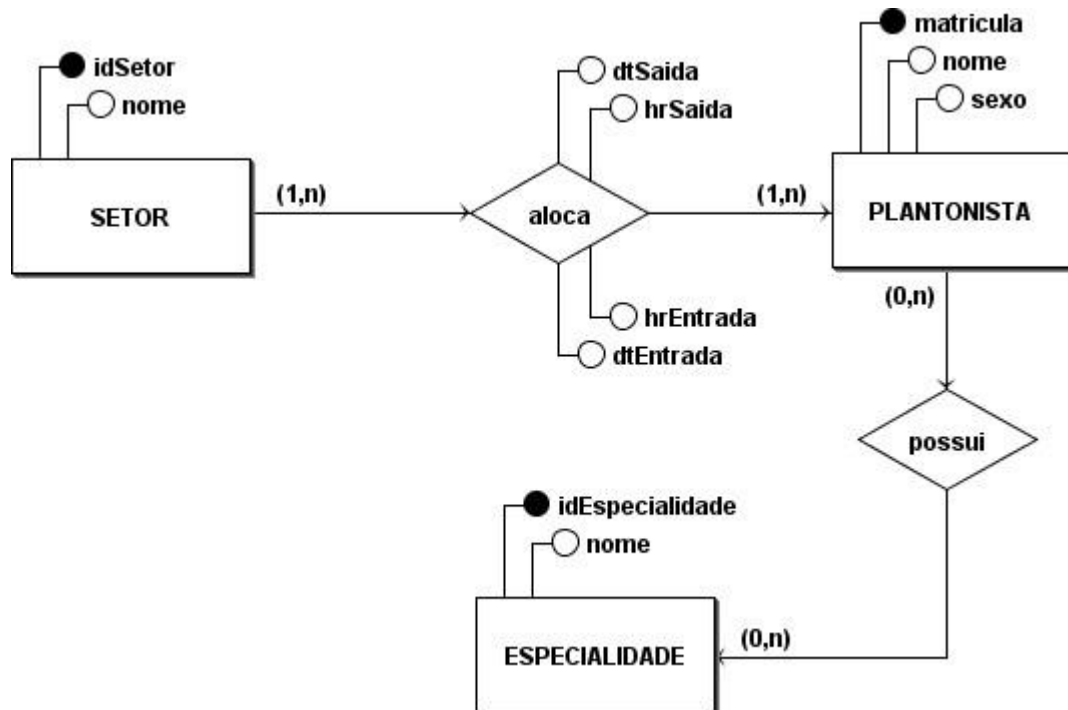 idSetor
nome
SETOR
(1,n)
dtSaida
hrSaida
aloca
hrEntrada
dtEntrada
(1,n)
matricula
nome
sexo
PLANTONISTA
(0,n)
possui
idEspecialidade
nome
ESPECIALIDADE
(0,n)